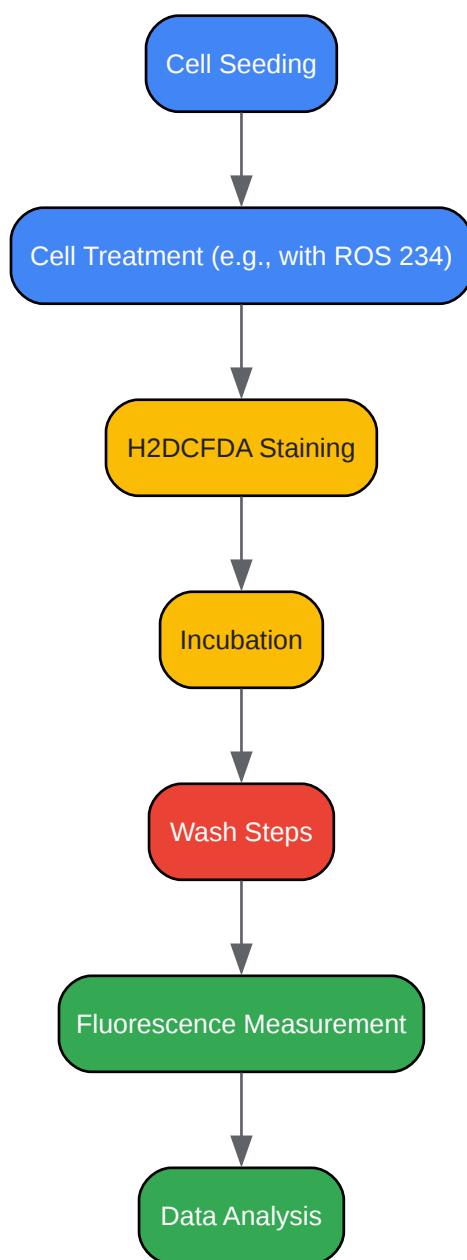 Cell Seeding
Cell Treatment (e.g., with ROS 234)
H2DCFDA Staining
Incubation
Wash Steps
Fluorescence Measurement
Data Analysis